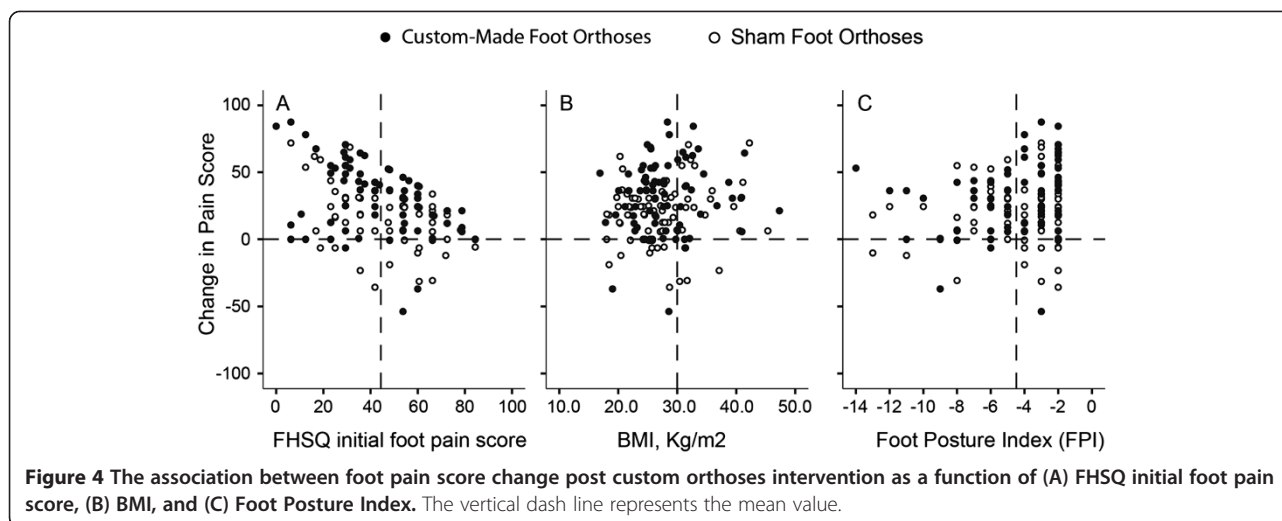 ● Custom-Made Foot Orthoses ○ Sham Foot Orthoses
A B C
Change in Pain Score
100
50
0
-50
-100
0 20 40 60 80 100
10.0 20.0 30.0 40.0 50.0
-14 -12 -10 -8 -6 -4 -2 0
FHSQ initial foot pain score
BMI, Kg/m2
Foot Posture Index (FPI)
Figure 4 The association between foot pain score change post custom orthoses intervention as a function of (A) FHSQ initial foot pain
score, (B) BMI, and (C) Foot Posture Index. The vertical dash line represents the mean value.